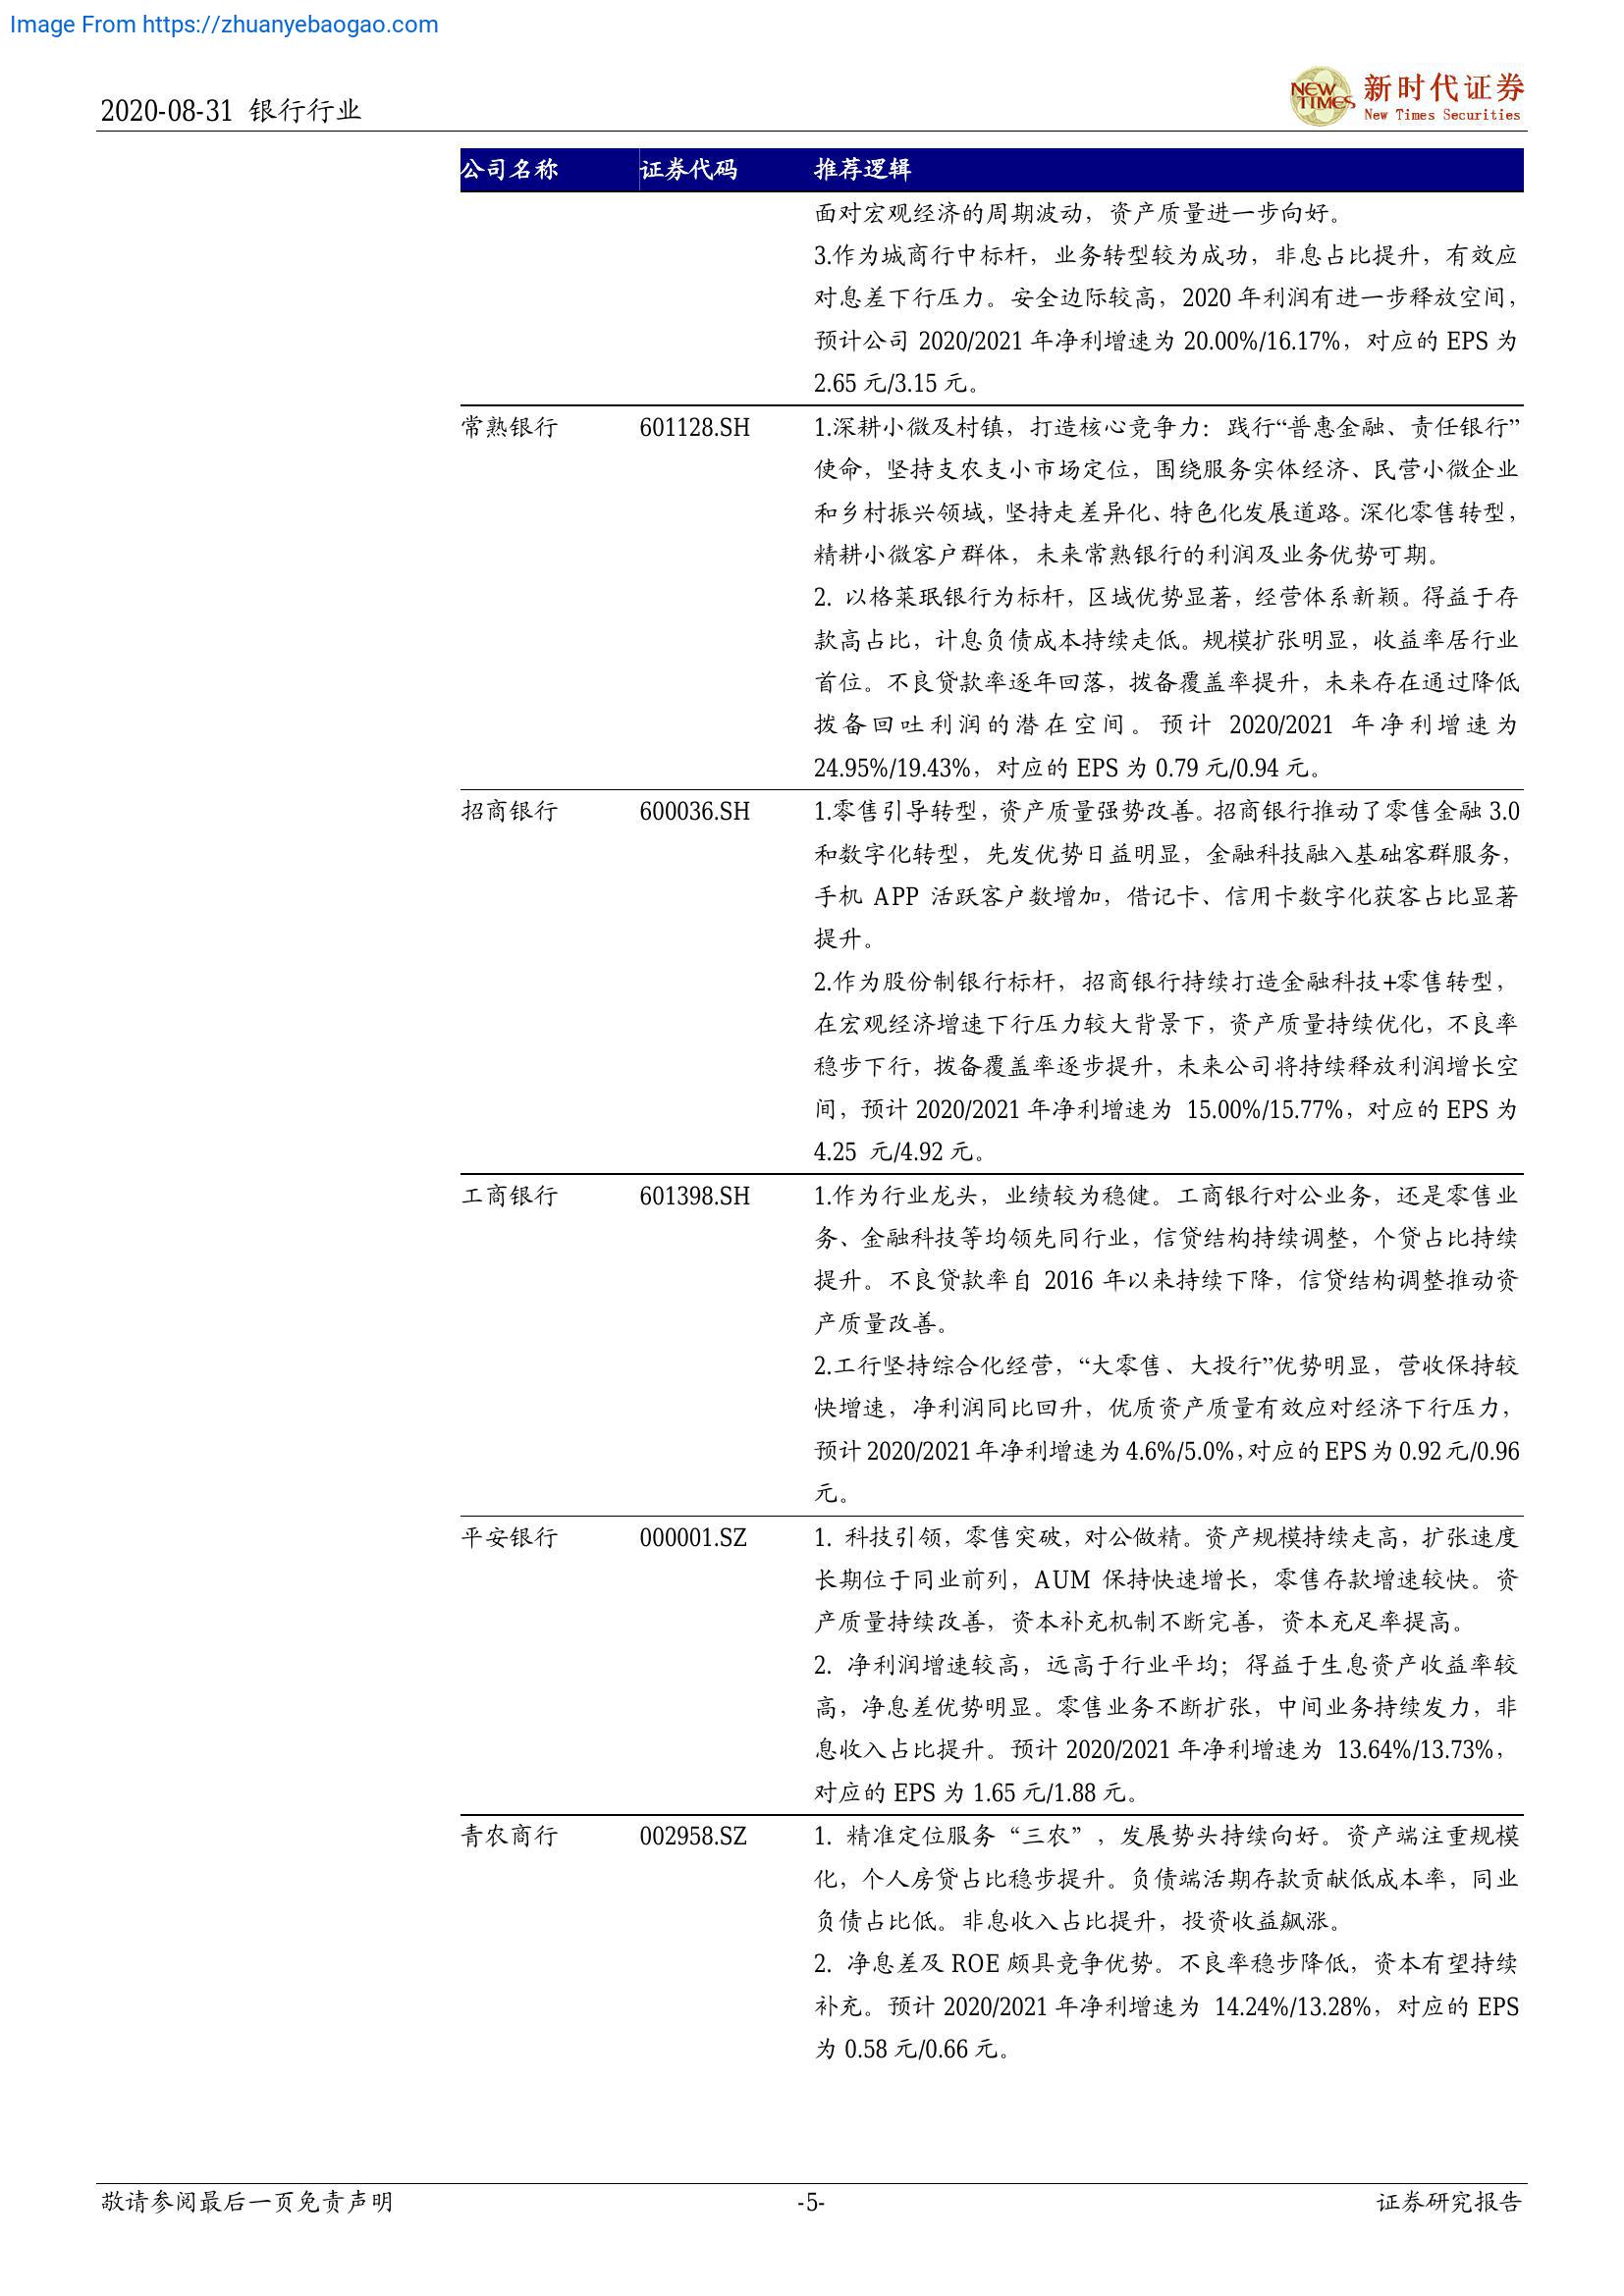 Image From https://zhuanyebaogao.com
2020-08-31 银行行业
NEW TIMES
新时代证券
New Times Securities
公司名称 证券代码 推荐逻辑
面对宏观经济的周期波动，资产质量进一步向好。
3.作为城商行中标杆，业务转型较为成功，非息占比提升，有效应
对息差下行压力。安全边际较高，2020 年利润有进一步释放空间，
预计公司 2020/2021 年净利增速为 20.00%/16.17%，对应的 EPS 为
2.65 元/3.15 元。
常熟银行 601128.SH 1.深耕小微及村镇，打造核心竞争力：践行“普惠金融、责任银行”
使命，坚持支农支小市场定位，围绕服务实体经济、民营小微企业
和乡村振兴领域，坚持走差异化、特色化发展道路。深化零售转型，
精耕小微客户群体，未来常熟银行的利润及业务优势可期。
2. 以格莱珉银行为标杆，区域优势显著，经营体系新颖。得益于存
款高占比，计息负债成本持续走低。规模扩张明显，收益率居行业
首位。不良贷款率逐年回落，拨备覆盖率提升，未来存在通过降低
拨备回吐利润的潜在空间。预计 2020/2021 年净利增速为
24.95%/19.43%，对应的 EPS 为 0.79 元/0.94 元。
招商银行 600036.SH 1.零售引导转型，资产质量强势改善。招商银行推动了零售金融 3.0
和数字化转型，先发优势日益明显，金融科技融入基础客群服务，
手机 APP 活跃客户数增加，借记卡、信用卡数字化获客占比显著
提升。
2.作为股份制银行标杆，招商银行持续打造金融科技+零售转型，
在宏观经济增速下行压力较大背景下，资产质量持续优化，不良率
稳步下行，拨备覆盖率逐步提升，未来公司将持续释放利润增长空
间，预计 2020/2021 年净利增速为 15.00%/15.77%，对应的 EPS 为
4.25 元/4.92 元。
工商银行 601398.SH 1.作为行业龙头，业绩较为稳健。工商银行对公业务，还是零售业
务、金融科技等均领先同行业，信贷结构持续调整，个贷占比持续
提升。不良贷款率自 2016 年以来持续下降，信贷结构调整推动资
产质量改善。
2.工行坚持综合化经营，“大零售、大投行”优势明显，营收保持较
快增速，净利润同比回升，优质资产质量有效应对经济下行压力，
预计 2020/2021 年净利增速为 4.6%/5.0%，对应的 EPS 为 0.92 元/0.96
元。
平安银行 000001.SZ 1. 科技引领，零售突破，对公做精。资产规模持续走高，扩张速度
长期位于同业前列，AUM 保持快速增长，零售存款增速较快。资
产质量持续改善，资本补充机制不断完善，资本充足率提高。
2. 净利润增速较高，远高于行业平均；得益于生息资产收益率较
高，净息差优势明显。零售业务不断扩张，中间业务持续发力，非
息收入占比提升。预计 2020/2021 年净利增速为 13.64%/13.73%，
对应的 EPS 为 1.65 元/1.88 元。
青农商行 002958.SZ 1. 精准定位服务“三农”，发展势头持续向好。资产端注重规模
化，个人房贷占比稳步提升。负债端活期存款贡献低成本率，同业
负债占比低。非息收入占比提升，投资收益飙涨。
2. 净息差及 ROE 颇具竞争优势。不良率稳步降低，资本有望持续
补充。预计 2020/2021 年净利增速为 14.24%/13.28%，对应的 EPS
为 0.58 元/0.66 元。
敬请参阅最后一页免责声明 -5- 证券研究报告